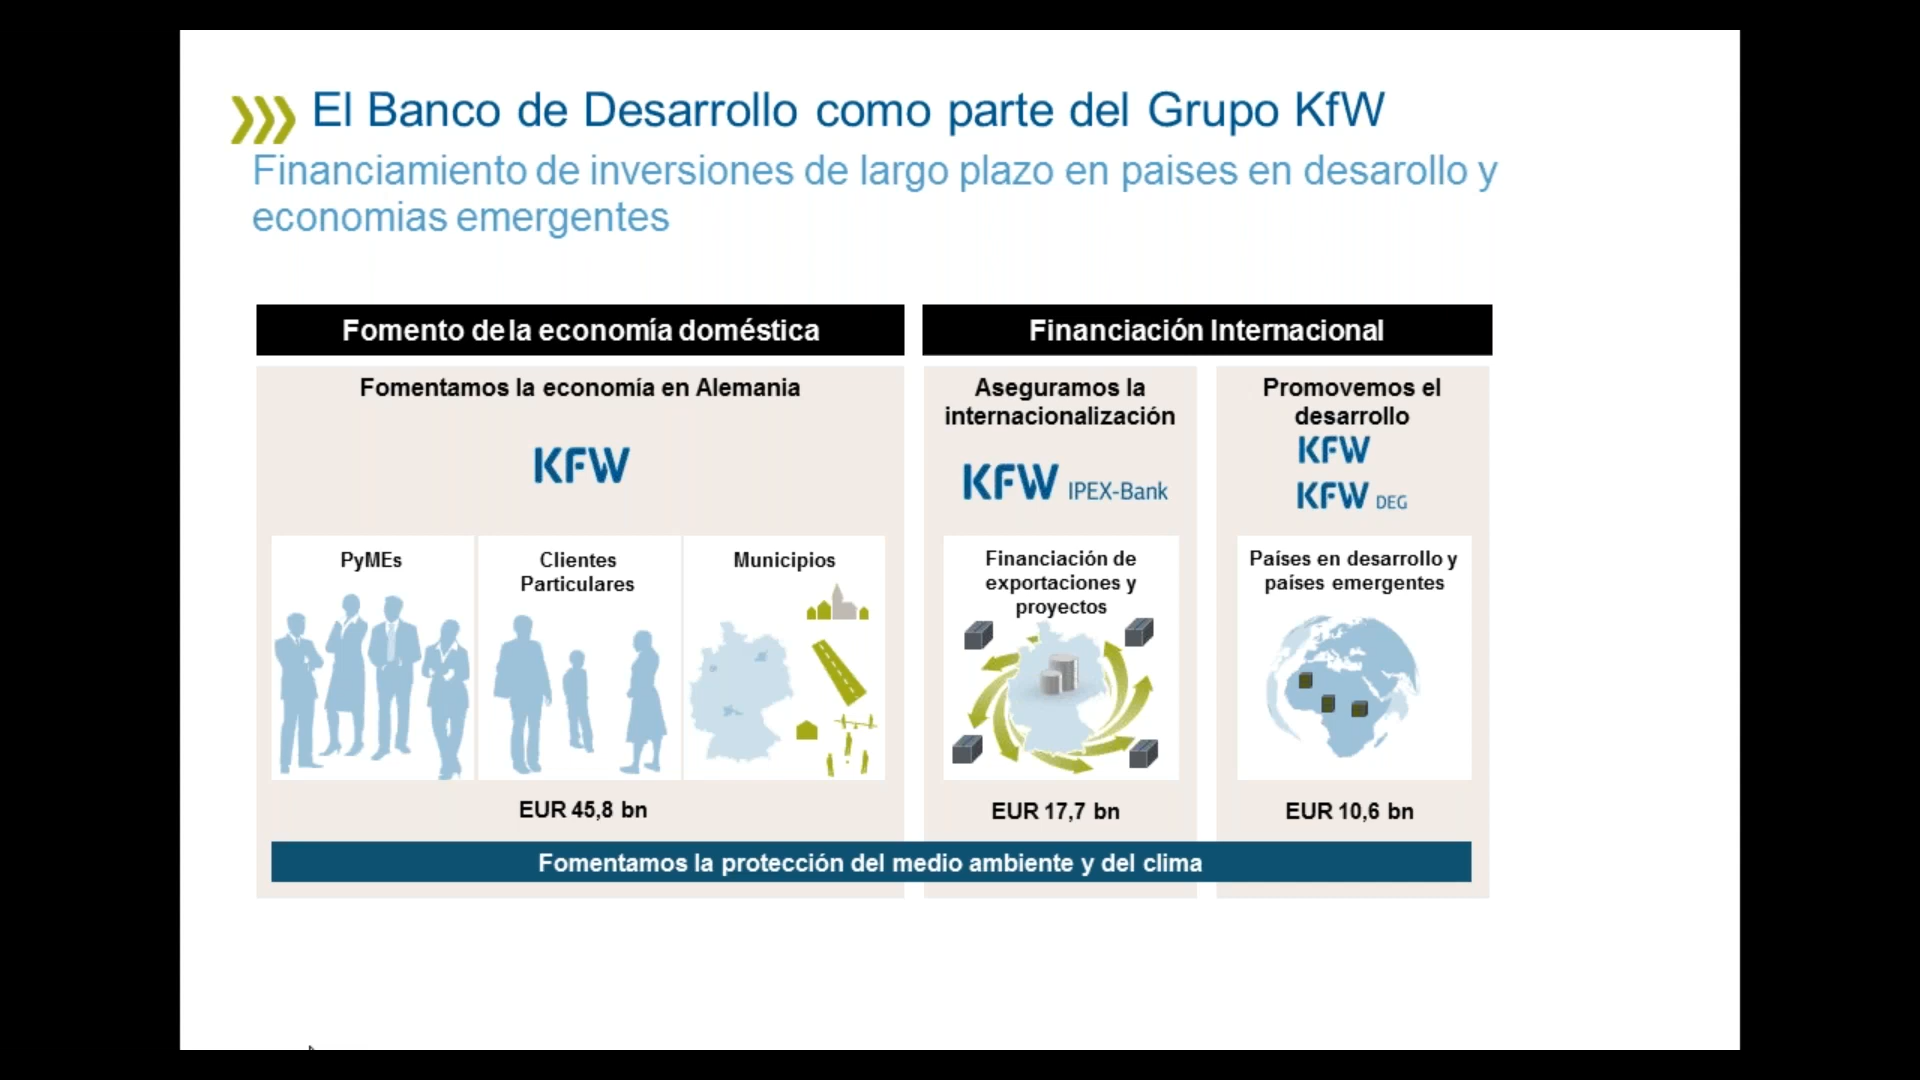 El Banco de Desarrollo como parte del Grupo KfW
Financiamiento de inversiones de largo plazo en paises en desarollo y
economias emergentes
Fomento de la economía doméstica
Financiación Internacional
Fomentamos la economía en Alemania
KFW
PyMEs
Clientes
Particulares
Municipios
EUR 45,8 bn
Aseguramos la
internacionalización
KFW IPEX-Bank
Financiación de
exportaciones y
proyectos
EUR 17,7 bn
Promovemos el
desarrollo
KFW
KFW DEG
Países en desarrollo y
países emergentes
EUR 10,6 bn
Fomentamos la protección del medio ambiente y del clima